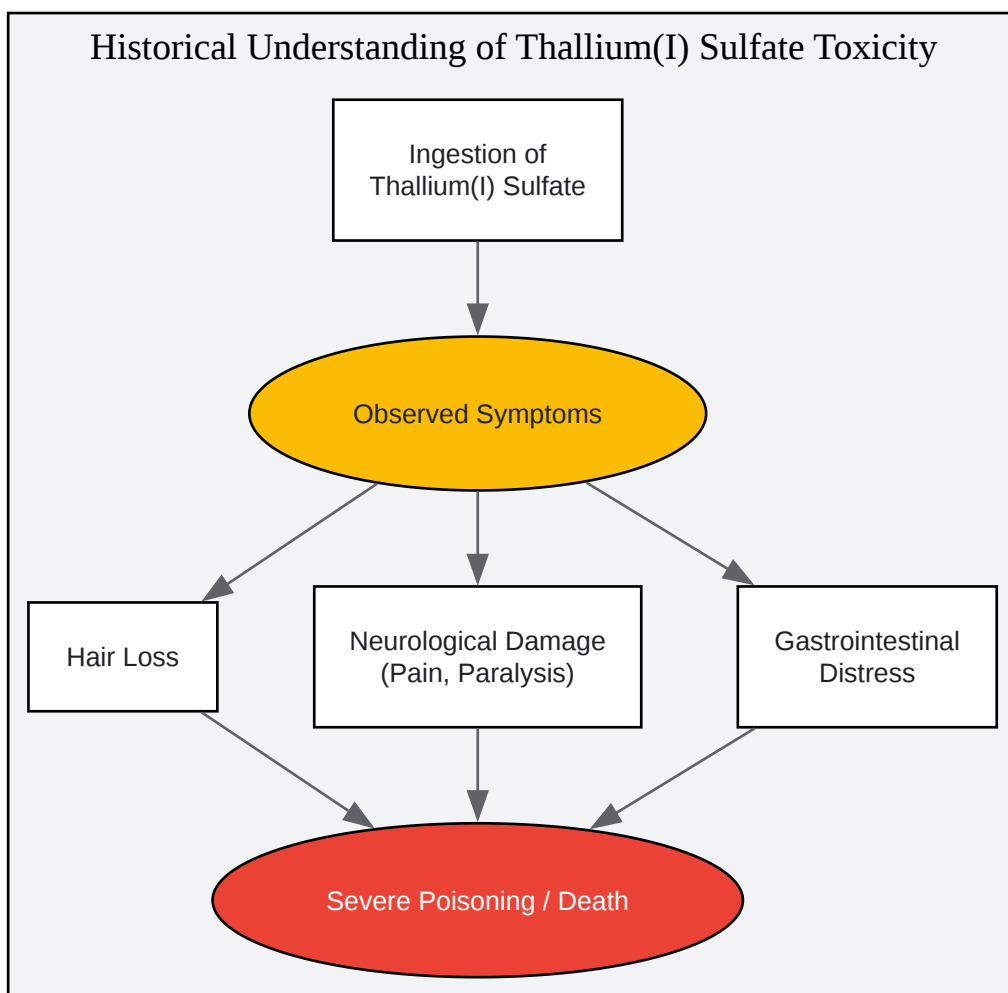 Historical Understanding of Thallium(I) Sulfate Toxicity
Ingestion of
Thallium(I) Sulfate
Observed Symptoms
Hair Loss
Neurological Damage
(Pain, Paralysis)
Gastrointestinal
Distress
Severe Poisoning / Death